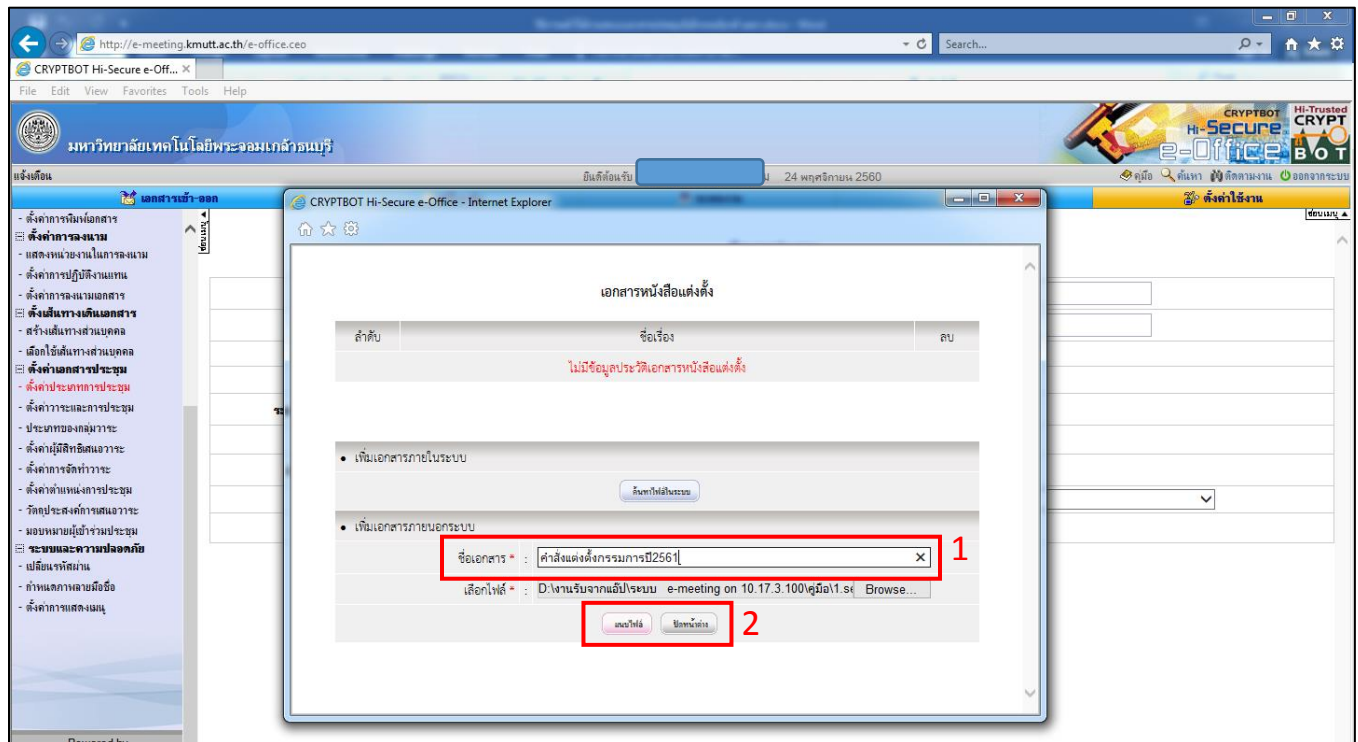 http://e-meeting.kmutt.ac.th/e-office.ceo
Search...
CRYPTBOT Hi-Secure e-Off...
File Edit View Favorites Tools Help
มหาวิทยาลัยเทคโนโลยีพระจอมเกล้าธนบุรี
CRYPTBOT
Hi-Secure
e-Office
Hi-Trusted
CRYPT
BOT
แจ้งเตือน
ยินดีต้อนรับ
24 พฤศจิกายน 2560
คู่มือ ค้นหา ติดตามงาน ออกจากระบบ
เอกสารเข้า-ออก
ตั้งค่าใช้งาน
ซ่อนเมนู
ซ่อนเมนู
- ตั้งค่าการพิมพ์เอกสาร
ตั้งค่าการลงนาม
- แสดงหน่วยงานในการลงนาม
- ตั้งค่าการปฏิบัติงานแทน
- ตั้งค่าการลงนามเอกสาร
ตั้งเส้นทางเดินเอกสาร
- สร้างเส้นทางส่วนบุคคล
- เลือกใช้เส้นทางส่วนบุคคล
ตั้งค่าเอกสารประชุม
- ตั้งค่าประเภทการประชุม
- ตั้งค่าวาระและการประชุม
- ประเภทของกลุ่มวาระ
- ตั้งค่าผู้มีสิทธิเสนอวาระ
- ตั้งค่าการจัดทำวาระ
- ตั้งค่าตำแหน่งการประชุม
- วัตถุประสงค์การเสนอวาระ
- มอบหมายผู้เข้าร่วมประชุม
ระบบและความปลอดภัย
- เปลี่ยนรหัสผ่าน
- กำหนดภาพลายมือชื่อ
- ตั้งค่าการแสดงเมนู
Powered by
CRYPTBOT Hi-Secure e-Office - Internet Explorer
เอกสารหนังสือแต่งตั้ง
ลำดับ ชื่อเรื่อง ลบ
ไม่มีข้อมูลประวัติเอกสารหนังสือแต่งตั้ง
• เพิ่มเอกสารภายในระบบ
ค้นหาไฟล์ในระบบ
• เพิ่มเอกสารภายนอกระบบ
ชื่อเอกสาร * : คำสั่งแต่งตั้งกรรมการปี2561
1
เลือกไฟล์ * : D:\งานรับจากแอ๊ป\ระบบ e-meeting on 10.17.3.100\คู่มือ\1.se Browse...
แนบไฟล์ ปิดหน้าต่าง
2